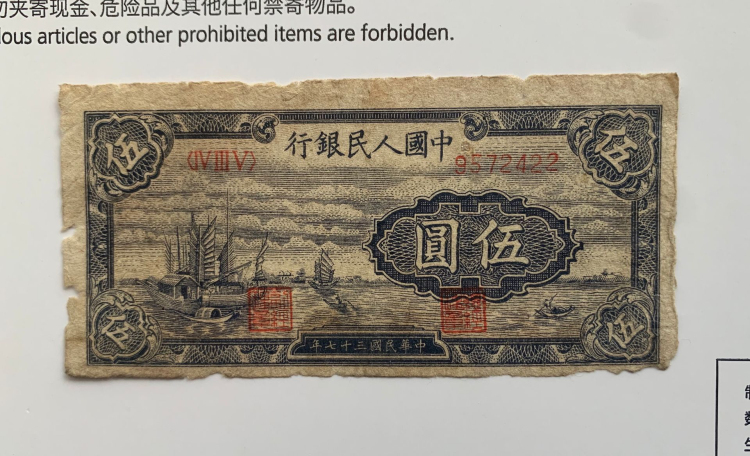 夹寄现金、危险品及其他任何禁寄物品。
articles or other prohibited items are forbidden.
中國人民銀行
伍
伍
(IV III V)
9572422
伍圓
伍
伍
中華民國三十七年